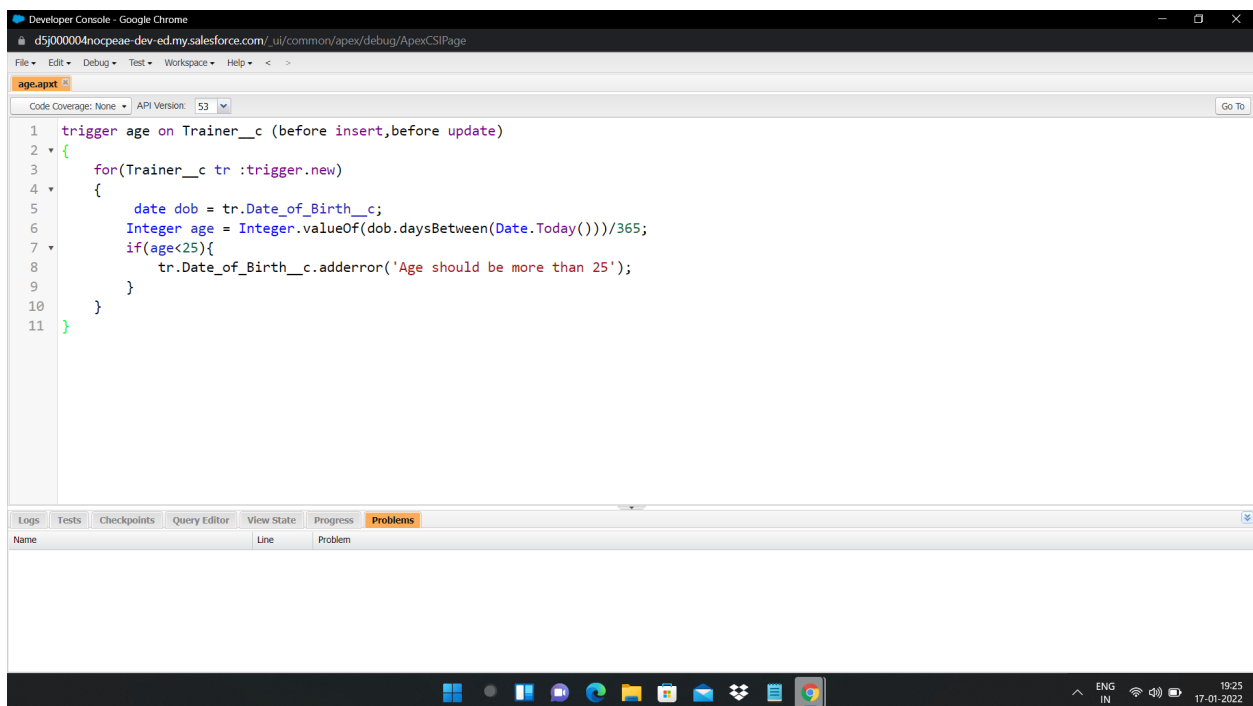 Developer Console - Google Chrome
d5j000004nocpeae-dev-ed.my.salesforce.com/_ui/common/apex/debug/ApexCSIPage
File Edit Debug Test Workspace Help < >
age.apxt
Code Coverage: None API Version: 53 Go To
1 trigger age on Trainer__c (before insert,before update)
2 {
3 for(Trainer__c tr :trigger.new)
4 {
5 date dob = tr.Date_of_Birth__c;
6 Integer age = Integer.valueOf(dob.daysBetween(Date.Today()))/365;
7 if(age<25){
8 tr.Date_of_Birth__c.adderror('Age should be more than 25');
9 }
10 }
11 }
Logs Tests Checkpoints Query Editor View State Progress Problems
Name Line Problem
ENG 19:25
IN 17-01-2022